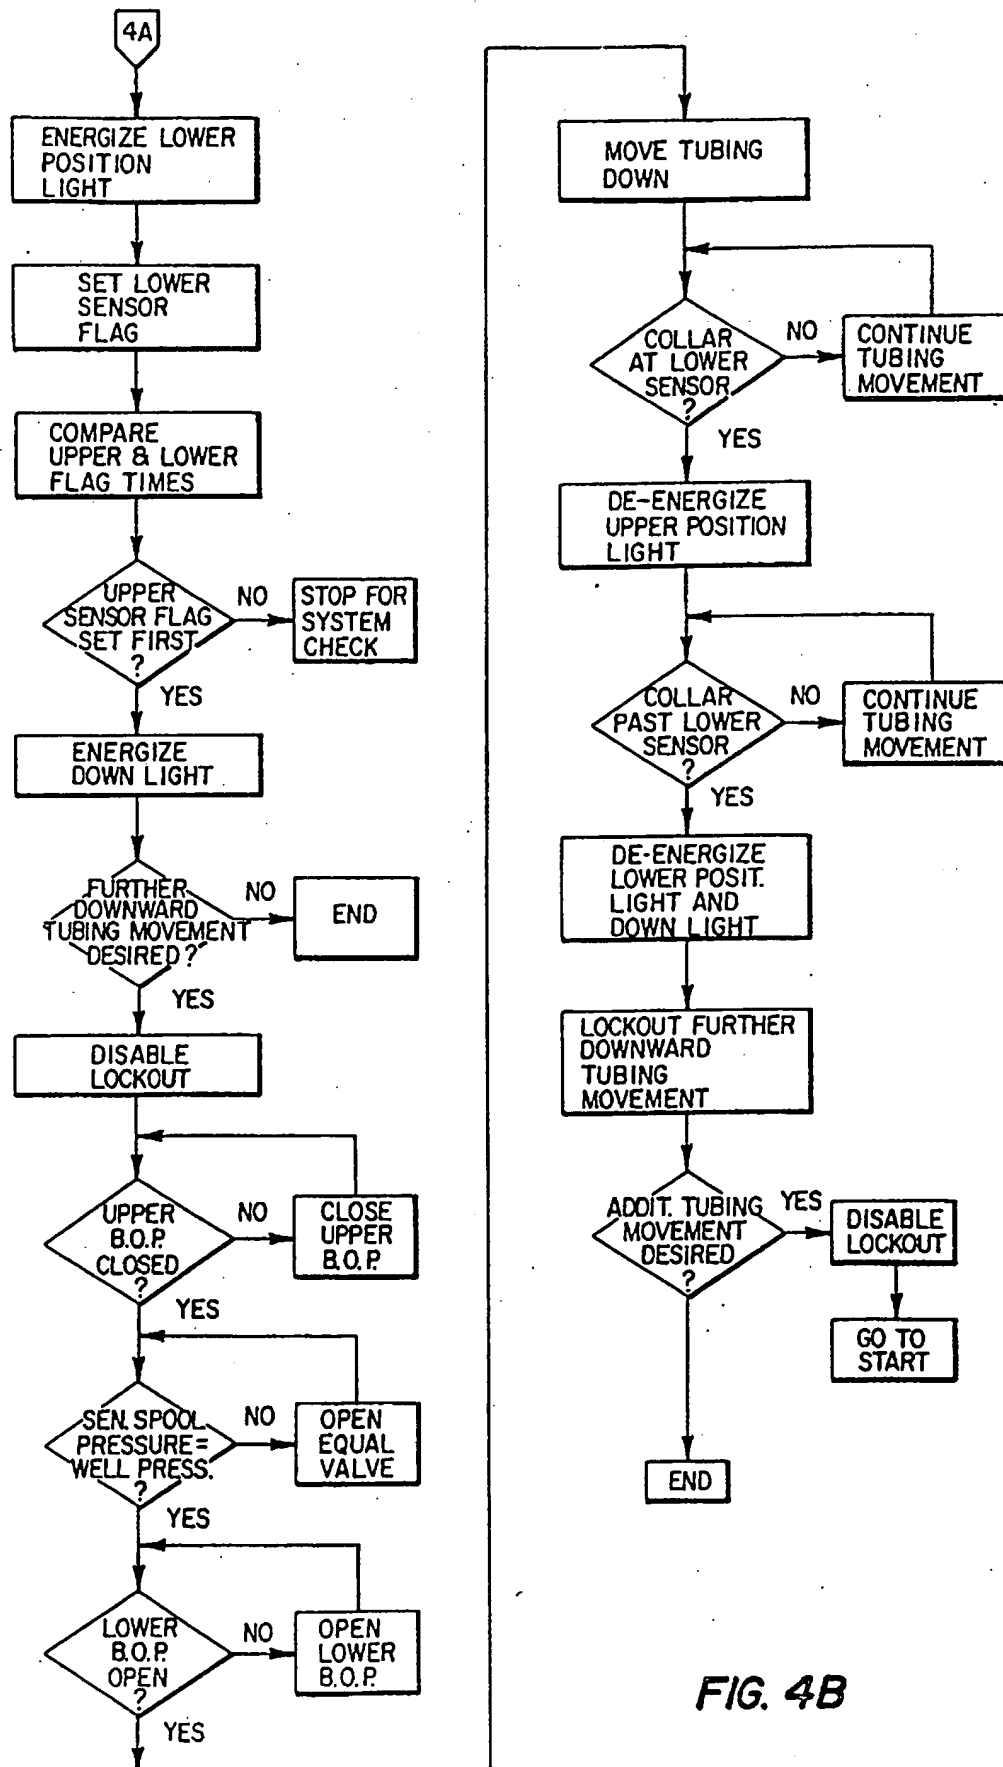 4A
ENERGIZE LOWER
POSITION
LIGHT
SET LOWER
SENSOR
FLAG
COMPARE
UPPER & LOWER
FLAG TIMES
UPPER
SENSOR FLAG
SET FIRST
?
NO
STOP FOR
SYSTEM
CHECK
YES
ENERGIZE
DOWN LIGHT
FURTHER
DOWNWARD
TUBING MOVEMENT
DESIRED?
NO
END
YES
DISABLE
LOCKOUT
UPPER
B.O.P.
CLOSED
?
NO
CLOSE
UPPER
B.O.P.
YES
SEN. SPOOL
PRESSURE=
WELL PRESS.
?
NO
OPEN
EQUAL
VALVE
YES
LOWER
B.O.P.
OPEN
?
NO
OPEN
LOWER
B.O.P.
YES
MOVE TUBING
DOWN
COLLAR
AT LOWER
SENSOR
?
NO
CONTINUE
TUBING
MOVEMENT
YES
DE-ENERGIZE
UPPER POSITION
LIGHT
COLLAR
PAST LOWER
SENSOR
?
NO
CONTINUE
TUBING
MOVEMENT
YES
DE-ENERGIZE
LOWER POSIT.
LIGHT AND
DOWN LIGHT
LOCKOUT FURTHER
DOWNWARD
TUBING
MOVEMENT
ADDIT. TUBING
MOVEMENT
DESIRED
?
YES
DISABLE
LOCKOUT
GO TO
START
END
FIG. 4B